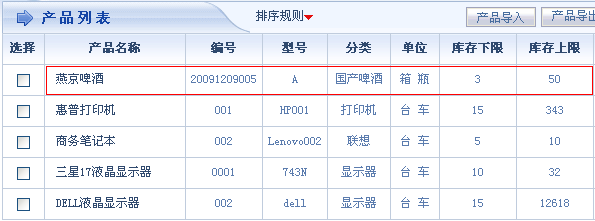 产品列表 排序规则 产品导入 产品导出
选择 产品名称 编号 型号 分类 单位 库存下限 库存上限
燕京啤酒 20091209005 A 国产啤酒 箱 瓶 3 50
惠普打印机 001 HP001 打印机 台 车 15 343
商务笔记本 002 Lenovo002 联想 台 车 5 10
三星17液晶显示器 0001 743N 显示器 台 车 10 32
DELL液晶显示器 002 dell 显示器 台 车 15 12618